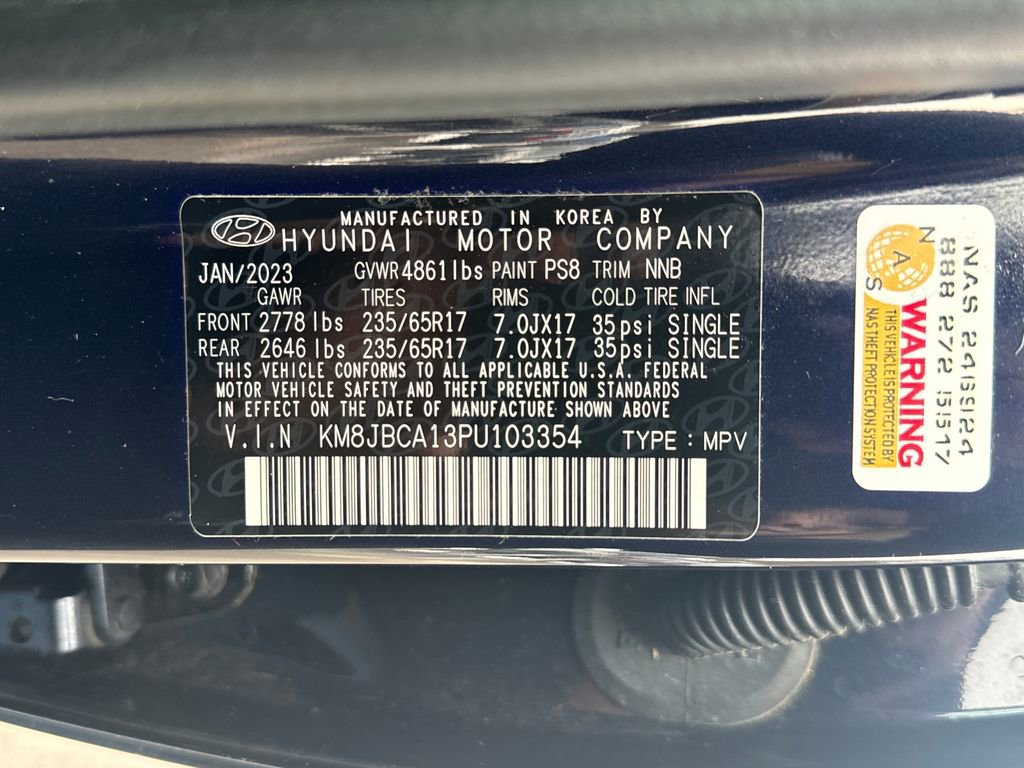 MANUFACTURED IN KOREA BY
HYUNDAI MOTOR COMPANY
JAN/2023 GVWR 4861lbs PAINT PS8 TRIM NNB
GAWR TIRES RIMS COLD TIRE INFL
FRONT 2778 lbs 235/65R17 7.0JX17 35psi SINGLE
REAR 2646 lbs 235/65R17 7.0JX17 35psi SINGLE
THIS VEHICLE CONFORMS TO ALL APPLICABLE U.S.A. FEDERAL
MOTOR VEHICLE SAFETY AND THEFT PREVENTION STANDARDS
IN EFFECT ON THE DATE OF MANUFACTURE SHOWN ABOVE
V.I.N KM8JBCA13PU103354 TYPE : MPV
NAS 24155124
888 272 151517
N A S
WARNING
THIS VEHICLE IS PROTECTED BY
NAS THEFT PROTECTION SYSTEM